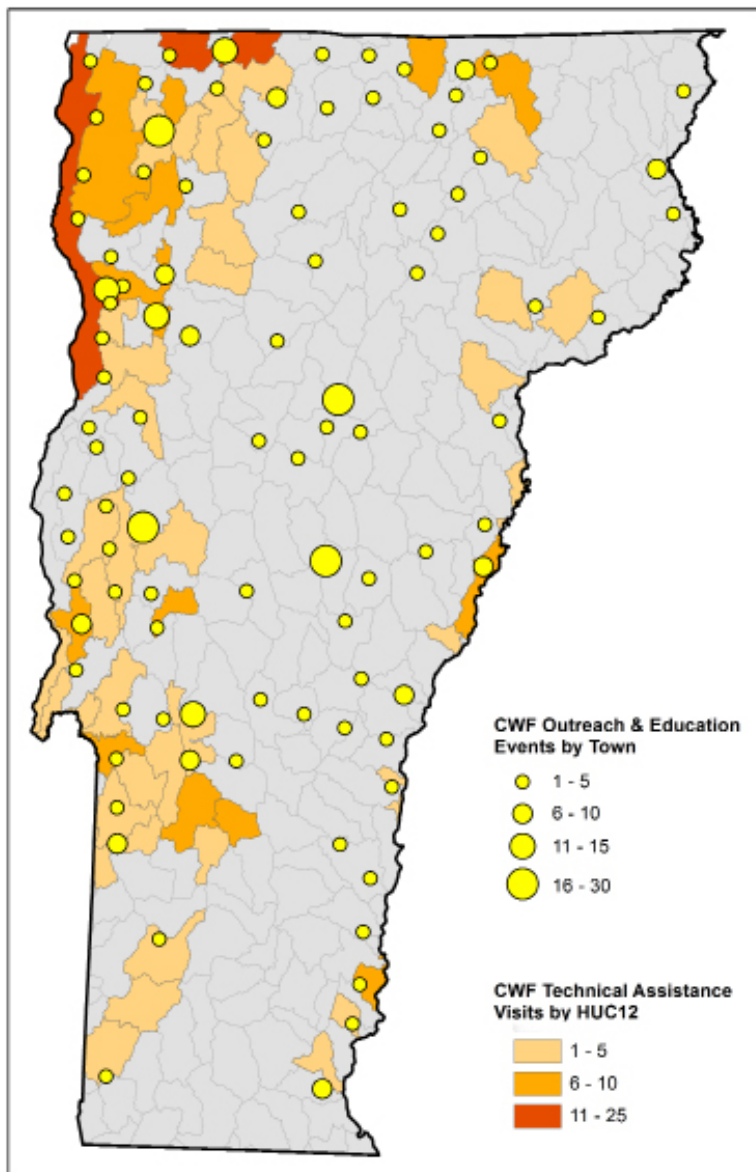 CWF Outreach & Education
Events by Town
1 - 5
6 - 10
11 - 15
16 - 30
CWF Technical Assistance
Visits by HUC12
1 - 5
6 - 10
11 - 25